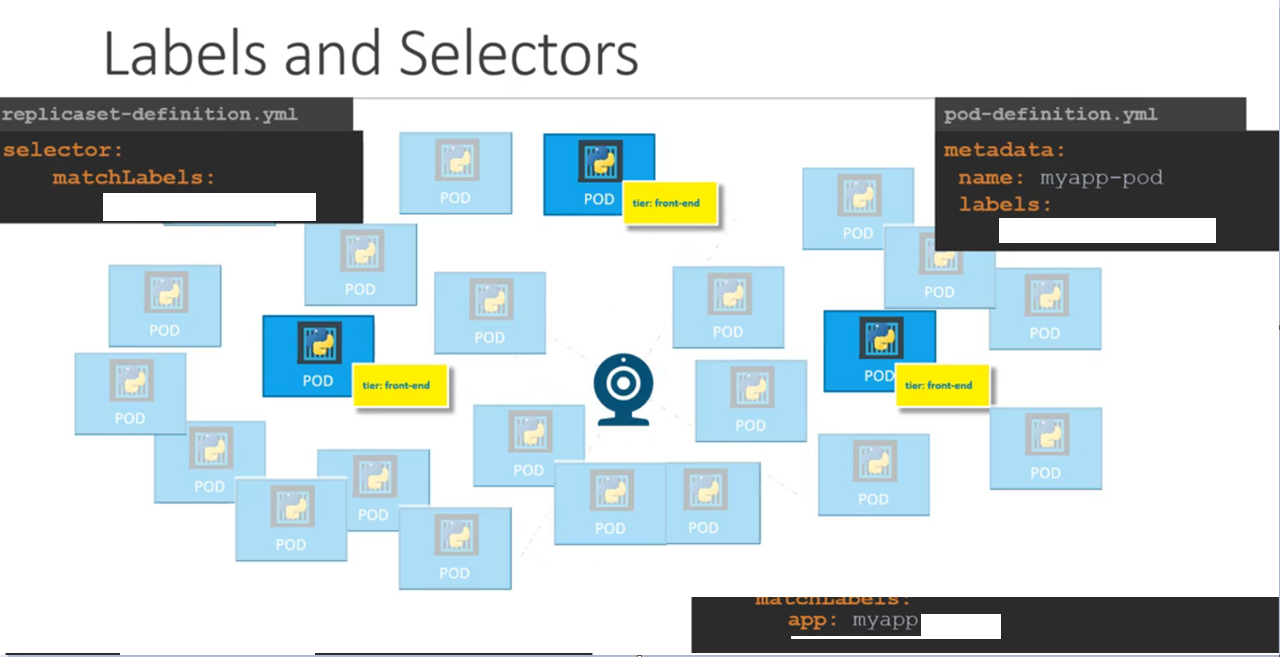 Labels and Selectors
replicaset-definition.yml
selector:
matchLabels:
pod-definition.yml
metadata:
name: myapp-pod
labels:
POD
POD
tier: front-end
POD
POD
POD
POD
POD
POD
POD
tier: front-end
POD
tier: front-end
POD
POD
POD
POD
POD
POD
POD
POD
POD
POD
POD
POD
matchLabels:
app: myapp